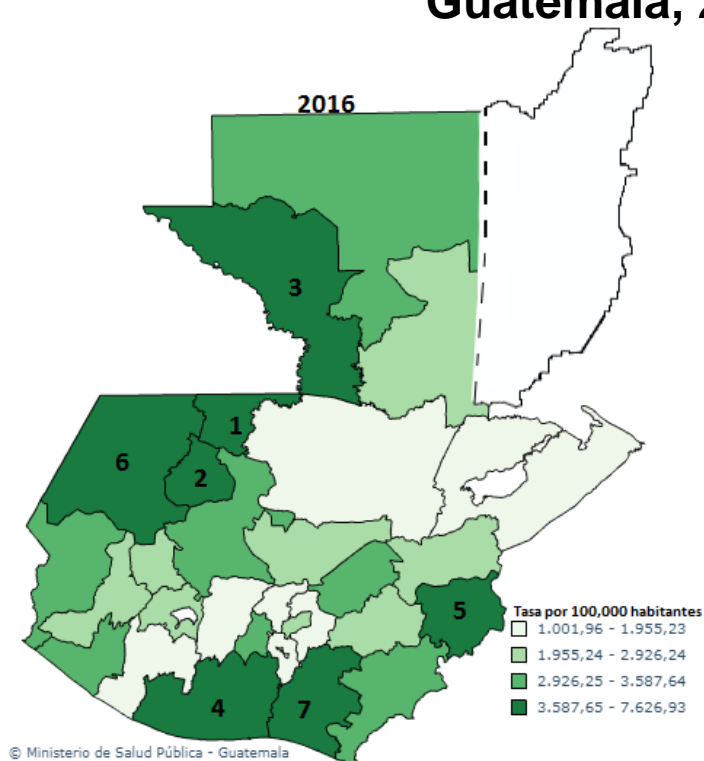 Guatemala, 2
2016
3
1
6
2
5
Tasa por 100,000 habitantes
1.001,96 - 1.955,23
1.955,24 - 2.926,24
2.926,25 - 3.587,64
3.587,65 - 7.626,93
4
7
© Ministerio de Salud Pública - Guatemala